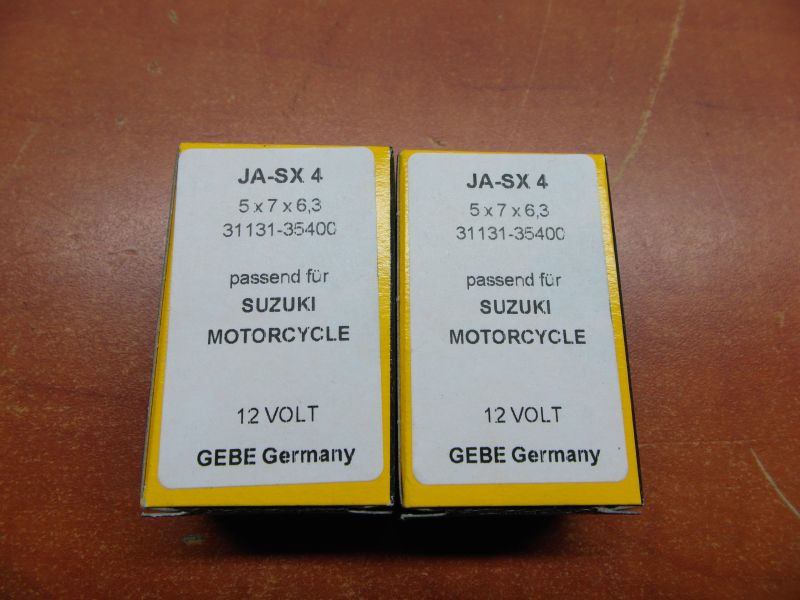 JA-SX 4
5 x 7 x 6,3
31131-35400
passend für
SUZUKI
MOTORCYCLE
12 VOLT
GEBE Germany
JA-SX 4
5 x 7 x 6,3
31131-35400
passend für
SUZUKI
MOTORCYCLE
12 VOLT
GEBE Germany